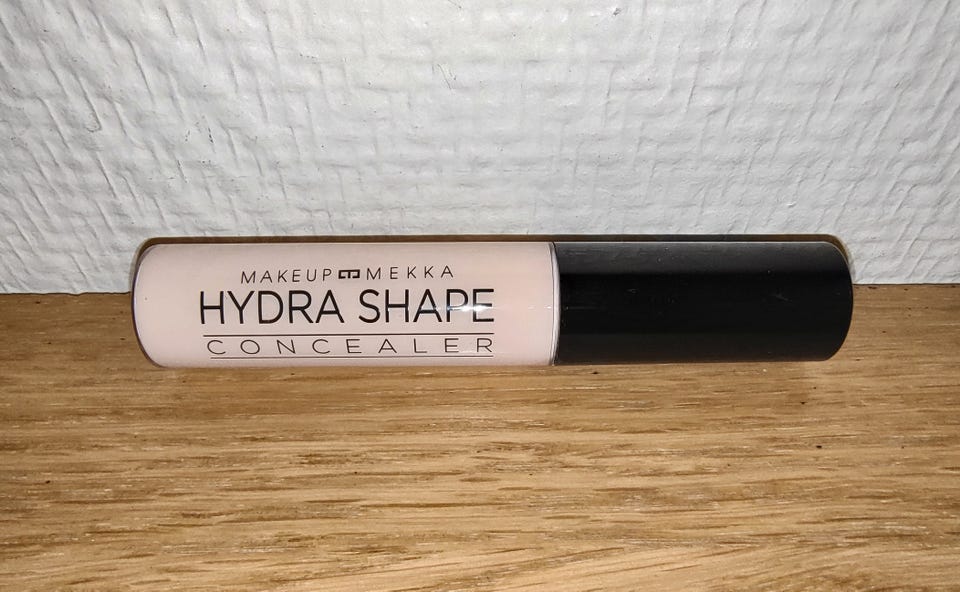 MAKEUP MEKKA
HYDRA SHAPE
CONCEALER